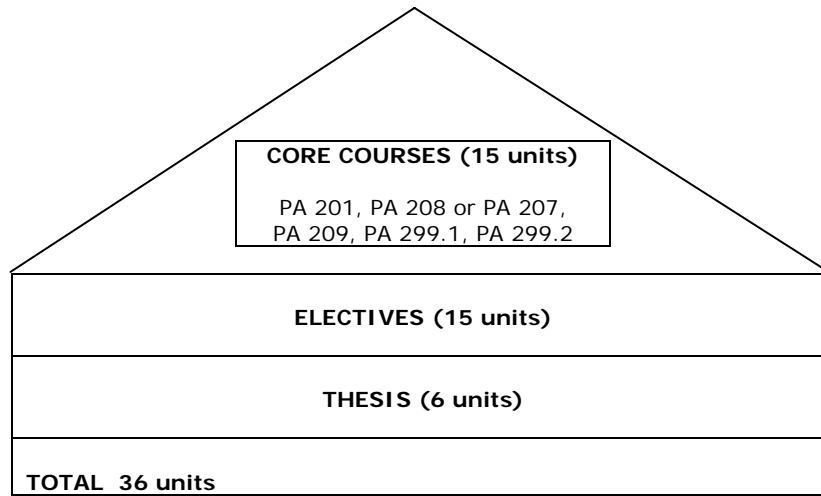 CORE COURSES (15 units)
PA 201, PA 208 or PA 207,
PA 209, PA 299.1, PA 299.2
ELECTIVES (15 units)
THESIS (6 units)
TOTAL 36 units